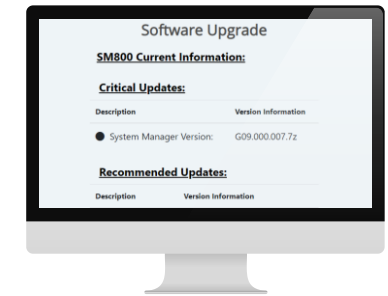 Software Upgrade
SM800 Current Information:
Critical Updates:
Description Version Information
System Manager Version: G09.000.007.7z
Recommended Updates:
Description Version Information